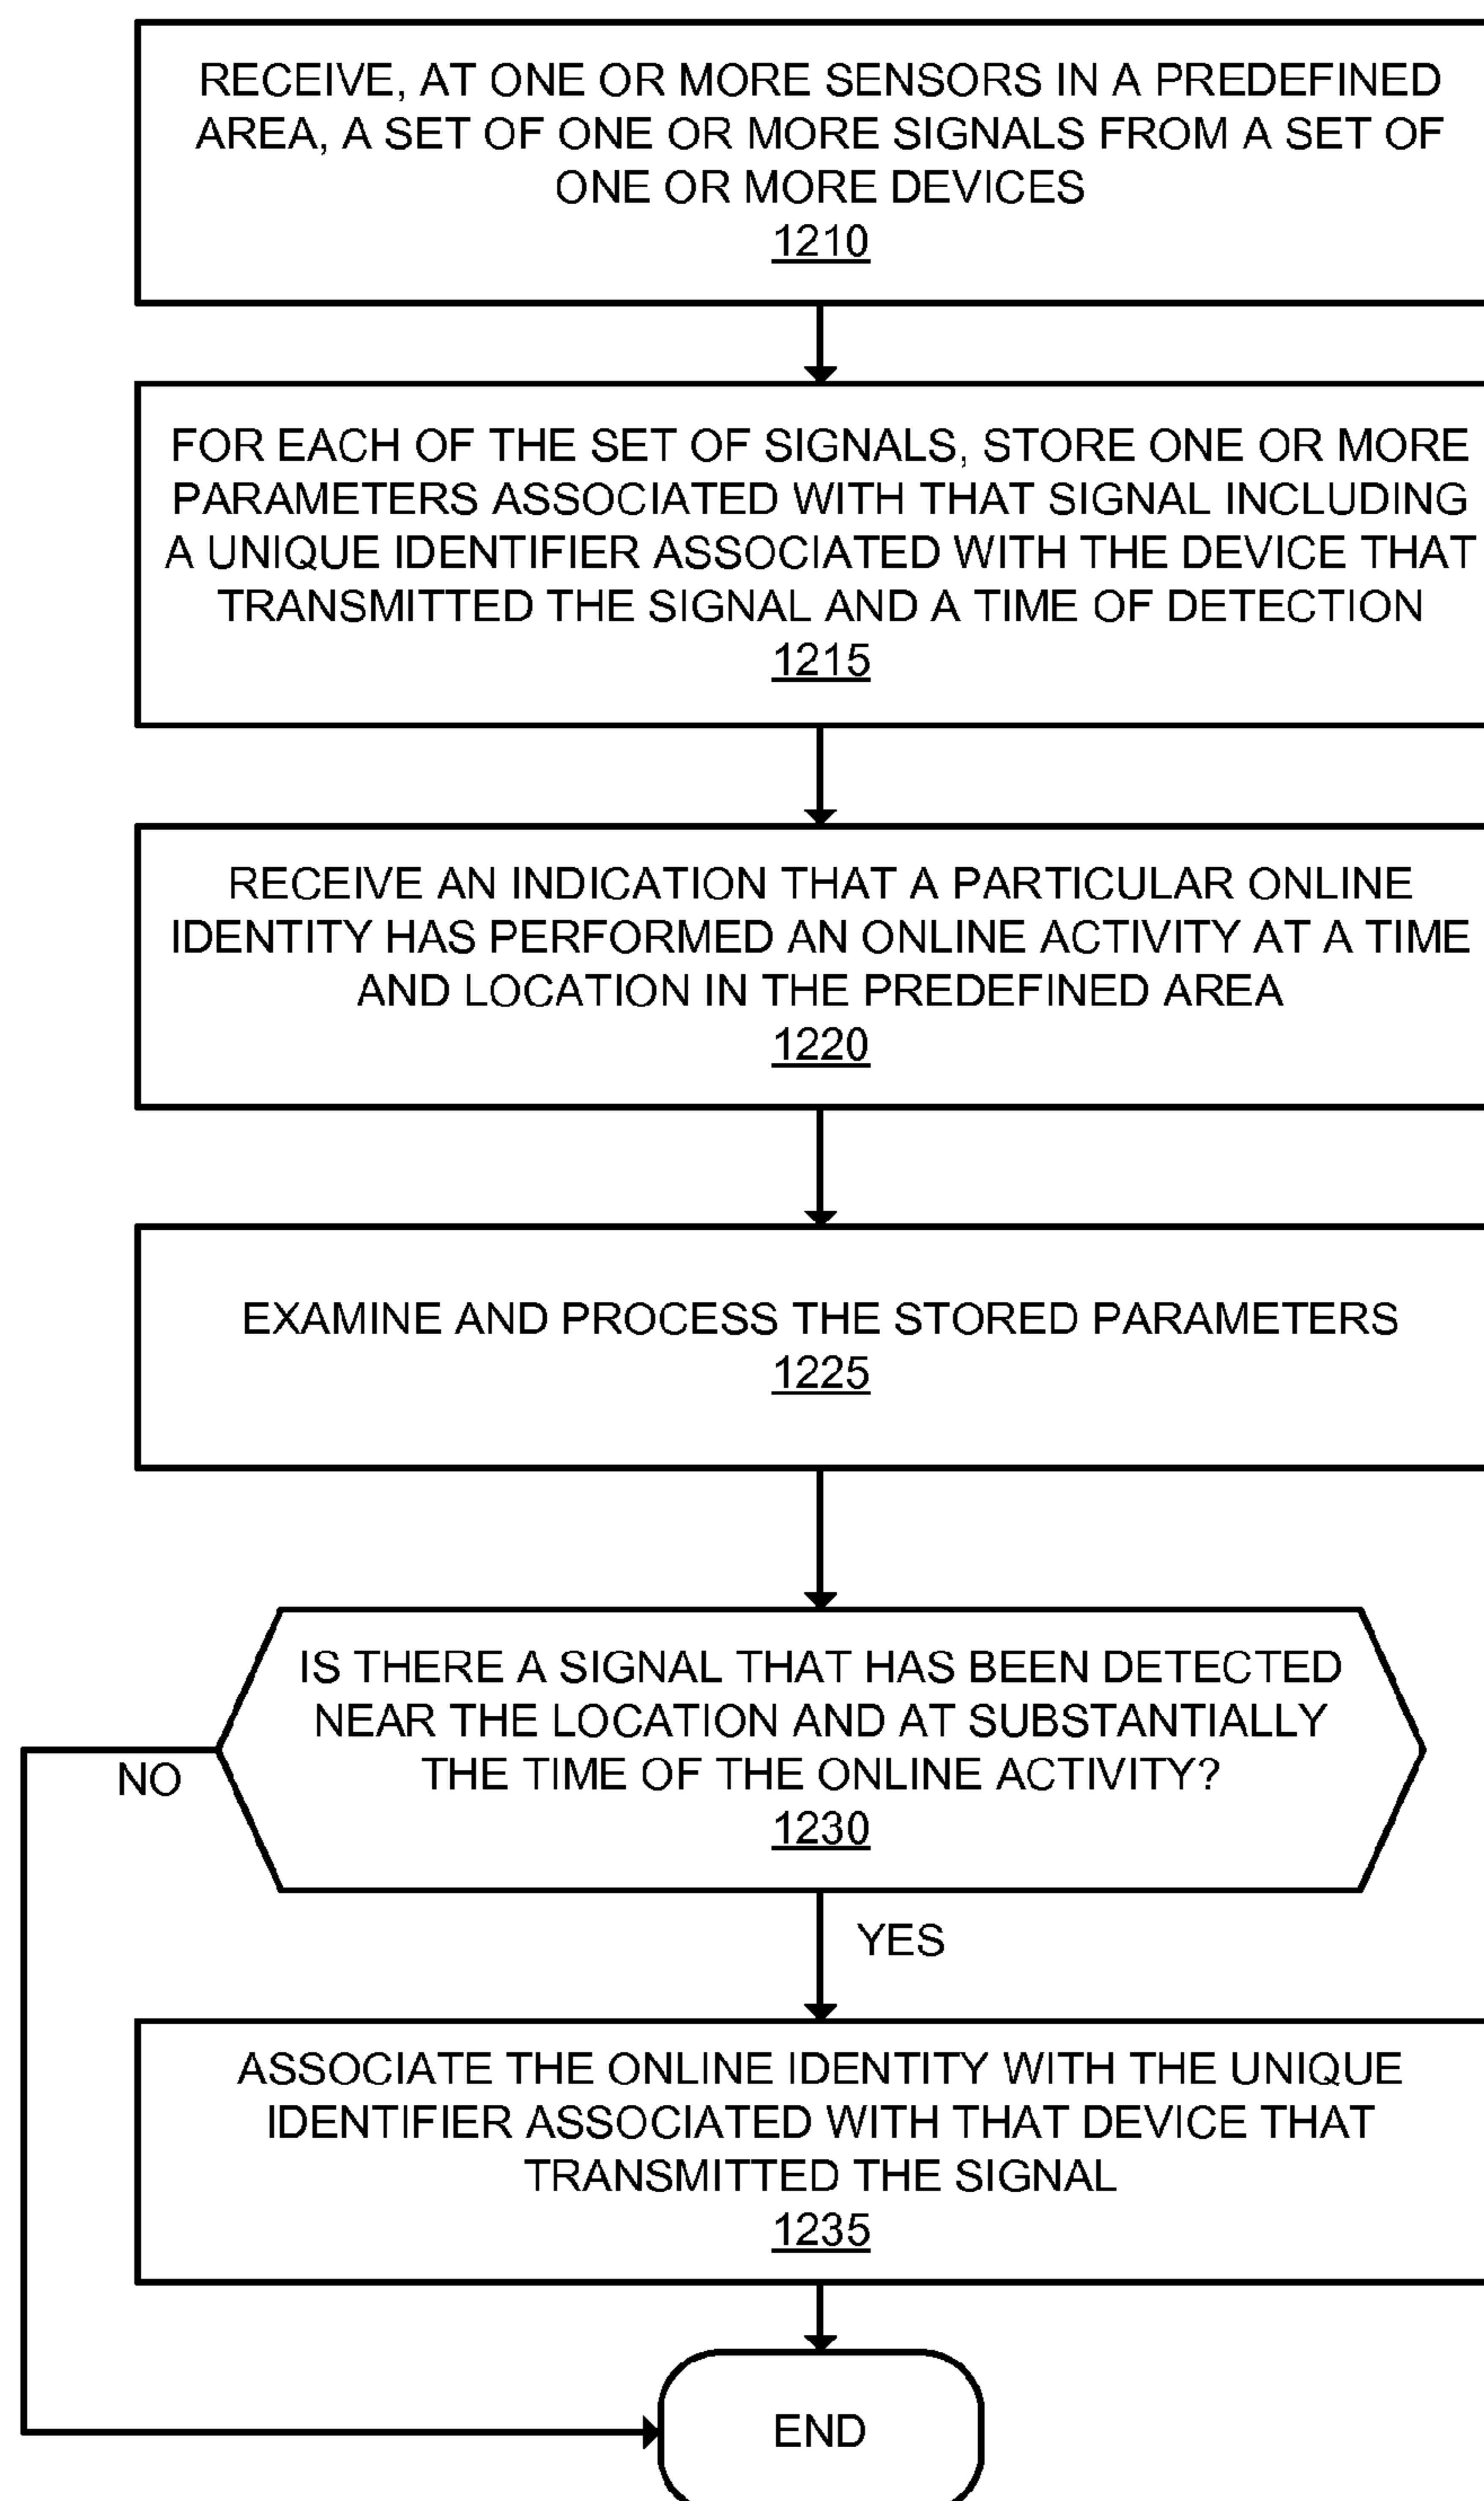 RECEIVE, AT ONE OR MORE SENSORS IN A PREDEFINED
AREA, A SET OF ONE OR MORE SIGNALS FROM A SET OF
ONE OR MORE DEVICES
1210
FOR EACH OF THE SET OF SIGNALS, STORE ONE OR MORE
PARAMETERS ASSOCIATED WITH THAT SIGNAL INCLUDING
A UNIQUE IDENTIFIER ASSOCIATED WITH THE DEVICE THAT
TRANSMITTED THE SIGNAL AND A TIME OF DETECTION
1215
RECEIVE AN INDICATION THAT A PARTICULAR ONLINE
IDENTITY HAS PERFORMED AN ONLINE ACTIVITY AT A TIME
AND LOCATION IN THE PREDEFINED AREA
1220
EXAMINE AND PROCESS THE STORED PARAMETERS
1225
IS THERE A SIGNAL THAT HAS BEEN DETECTED
NEAR THE LOCATION AND AT SUBSTANTIALLY
THE TIME OF THE ONLINE ACTIVITY?
1230
NO
YES
ASSOCIATE THE ONLINE IDENTITY WITH THE UNIQUE
IDENTIFIER ASSOCIATED WITH THAT DEVICE THAT
TRANSMITTED THE SIGNAL
1235
END